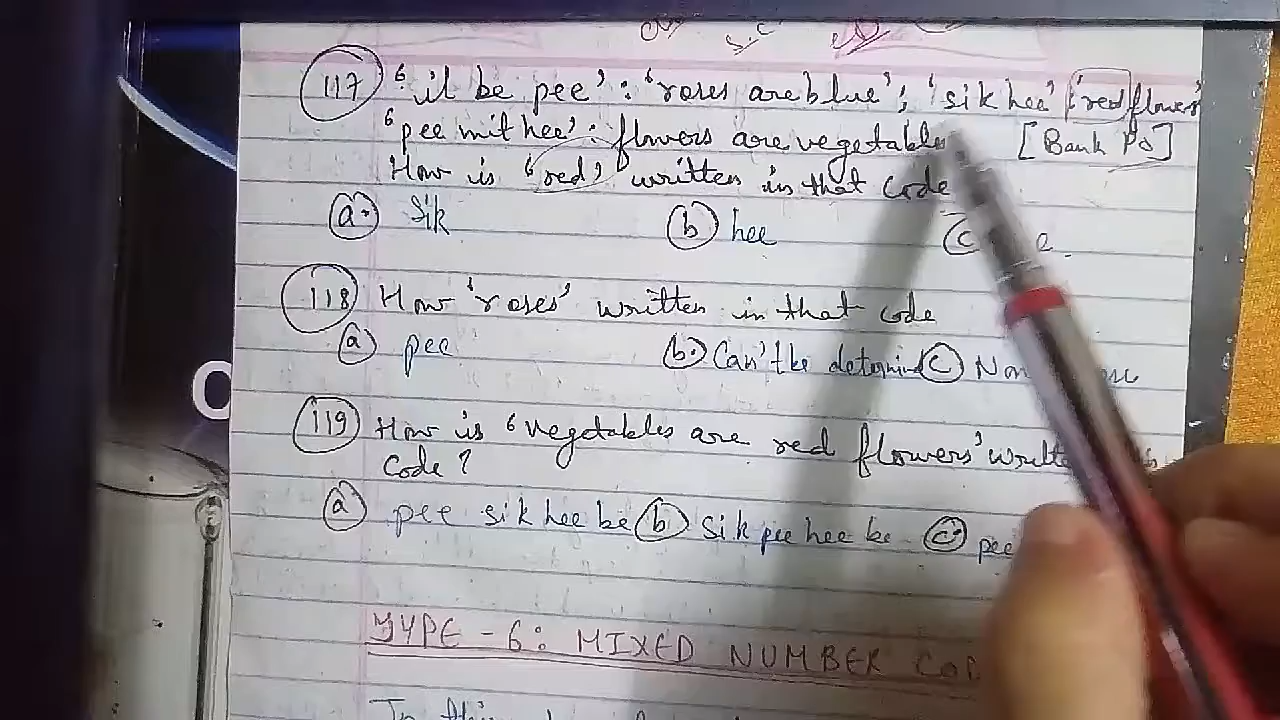 117 'il be pee' : 'roses are blue' ; 'sik hee' : 'red flowers'
'pee mit hee' : flowers are vegetables [Bank Po]
How is 'red' written in that code
a. sik b hee c
118 How 'roses' written in that code
a pee b. Can't be c
119 How is 'vegetables are red flowers'
Code ?
a pee sik hee be b sik pee hee be c. pee
TYPE - 6 : MIXED NUMBER
In this